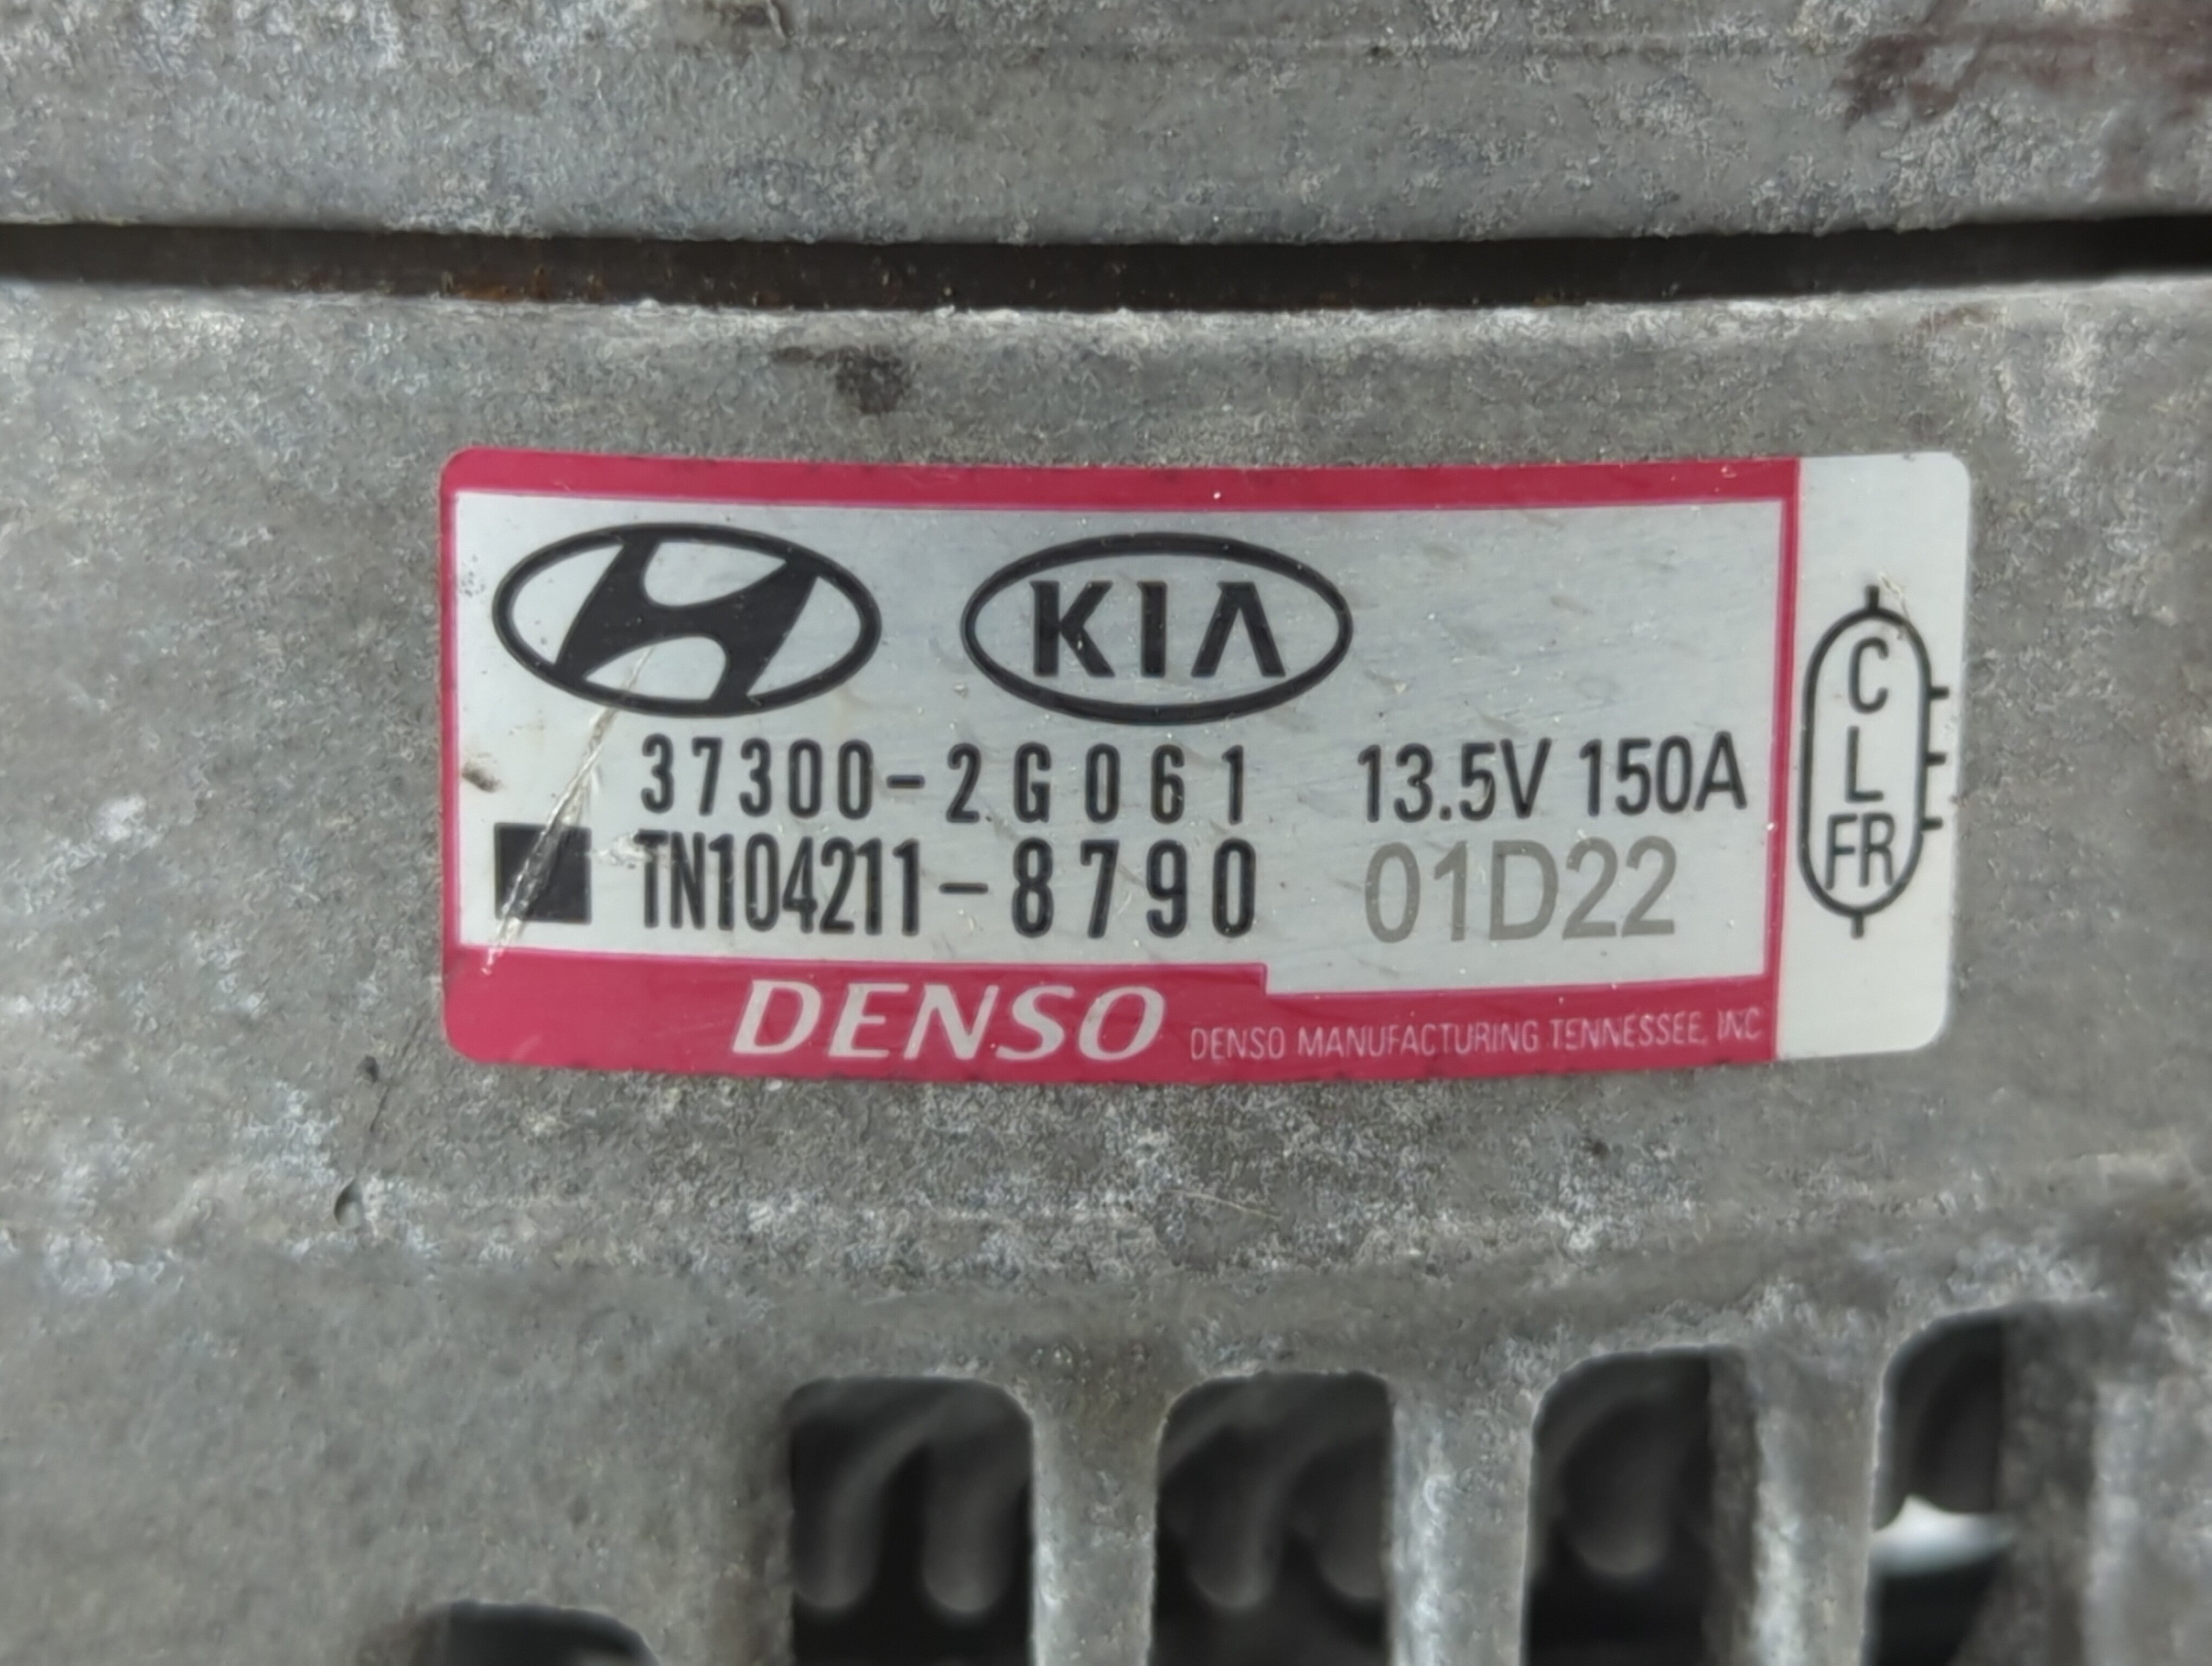 KIA
37300-2G061 13.5V 150A
TN104211-8790 01D22
DENSO DENSO MANUFACTURING TENNESSEE, INC
C
L
FR